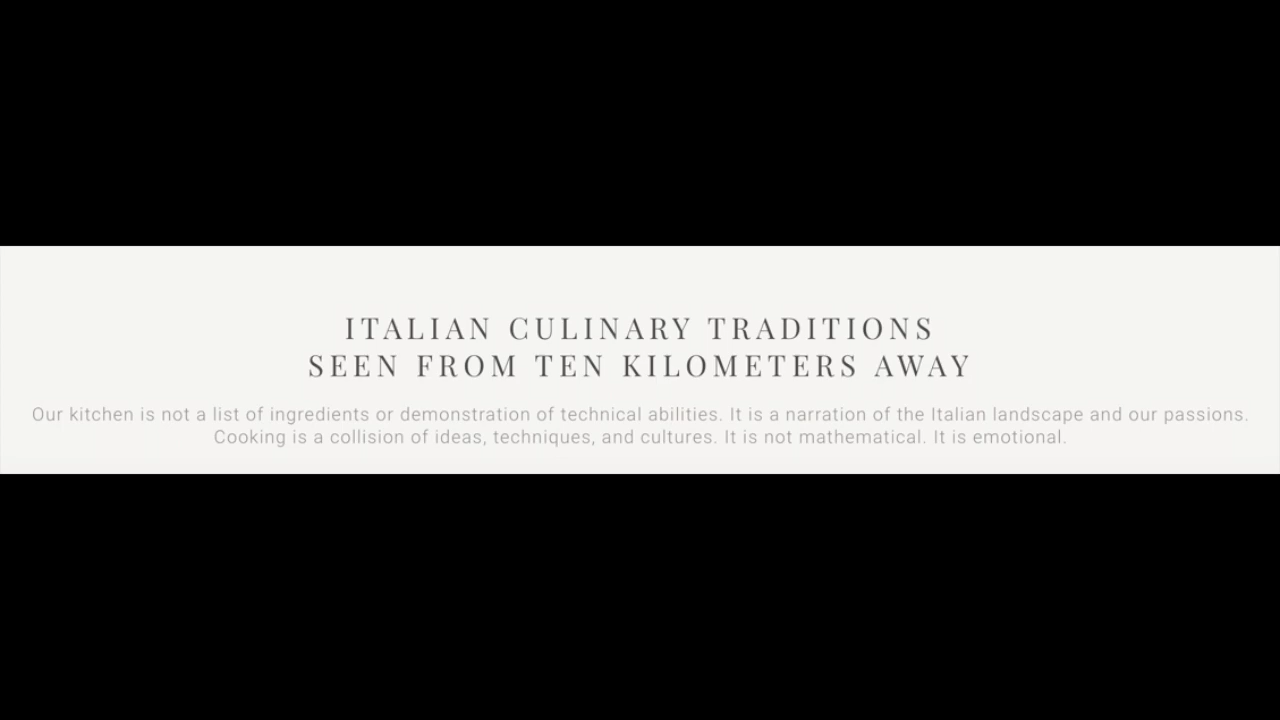 ITALIAN CULINARY TRADITIONS
SEEN FROM TEN KILOMETERS AWAY
Our kitchen is not a list of ingredients or demonstration of technical abilities. It is a narration of the Italian landscape and our passions.
Cooking is a collision of ideas, techniques, and cultures. It is not mathematical. It is emotional.